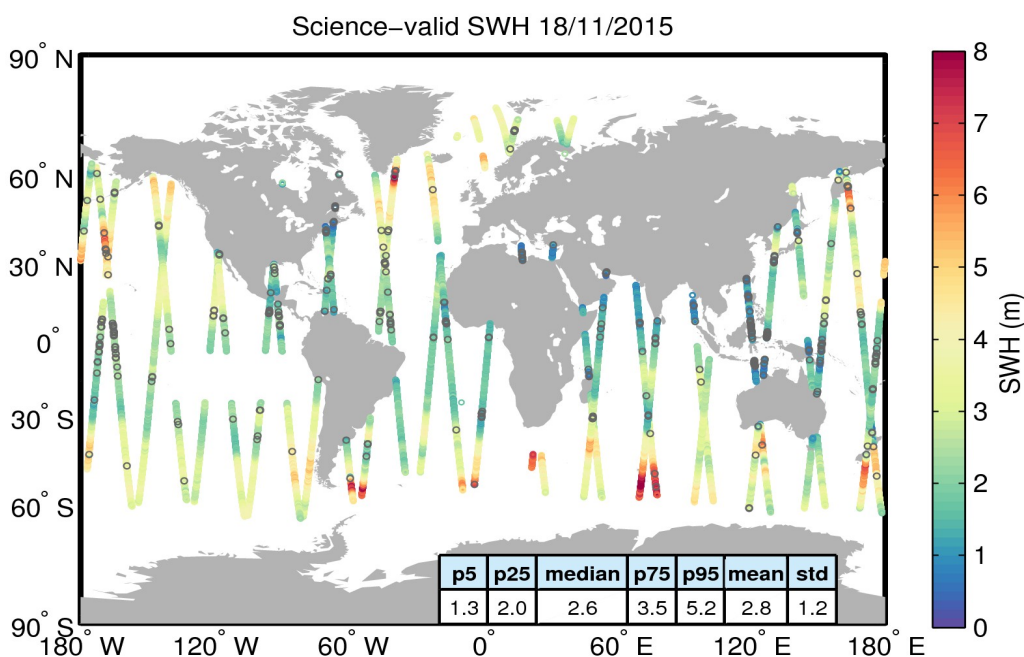 Science−valid SWH 18/11/2015
90° N
60° N
30° N
0°
30° S
60° S
90° S
180° W
120° W
60° W
0°
60° E
120° E
180° E
p5 p25 median p75 p95 mean std
1.3 2.0 2.6 3.5 5.2 2.8 1.2
8
7
6
5
4
3
2
1
0
SWH (m)